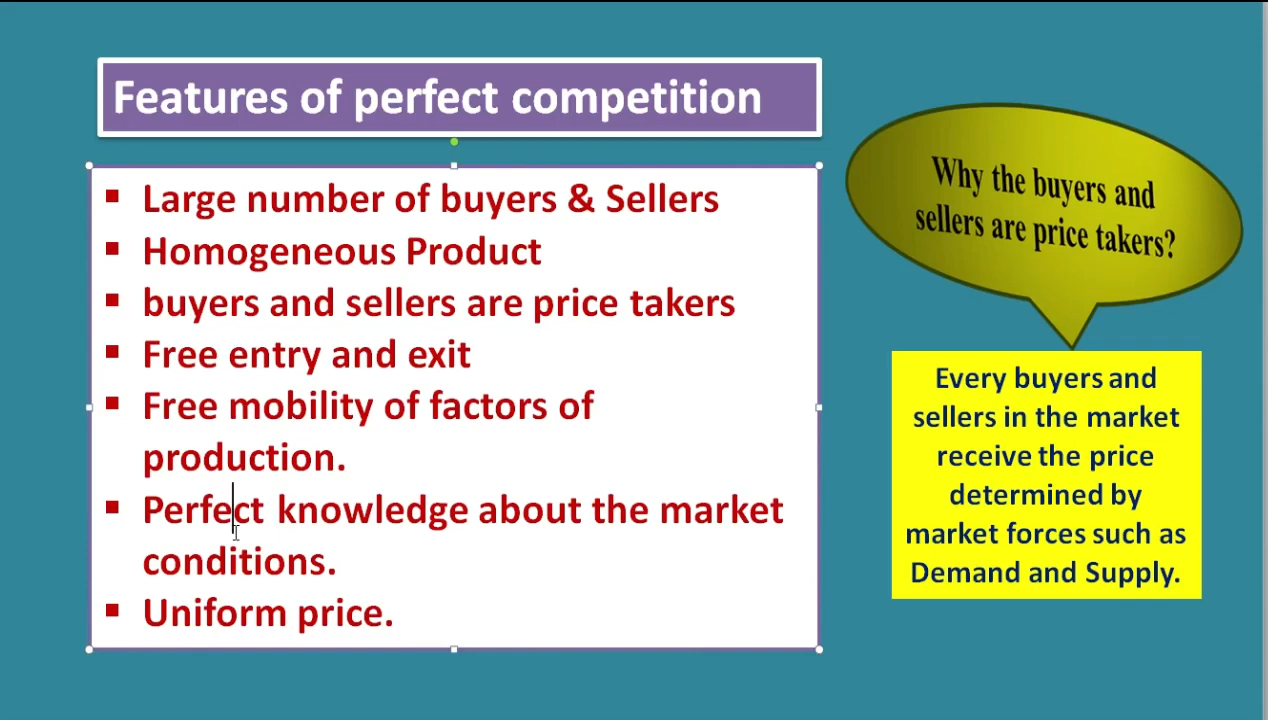 Features of perfect competition
▪ Large number of buyers & Sellers
▪ Homogeneous Product
▪ buyers and sellers are price takers
▪ Free entry and exit
▪ Free mobility of factors of
production.
▪ Perfect knowledge about the market
conditions.
▪ Uniform price.
Why the buyers and
sellers are price takers?
Every buyers and
sellers in the market
receive the price
determined by
market forces such as
Demand and Supply.